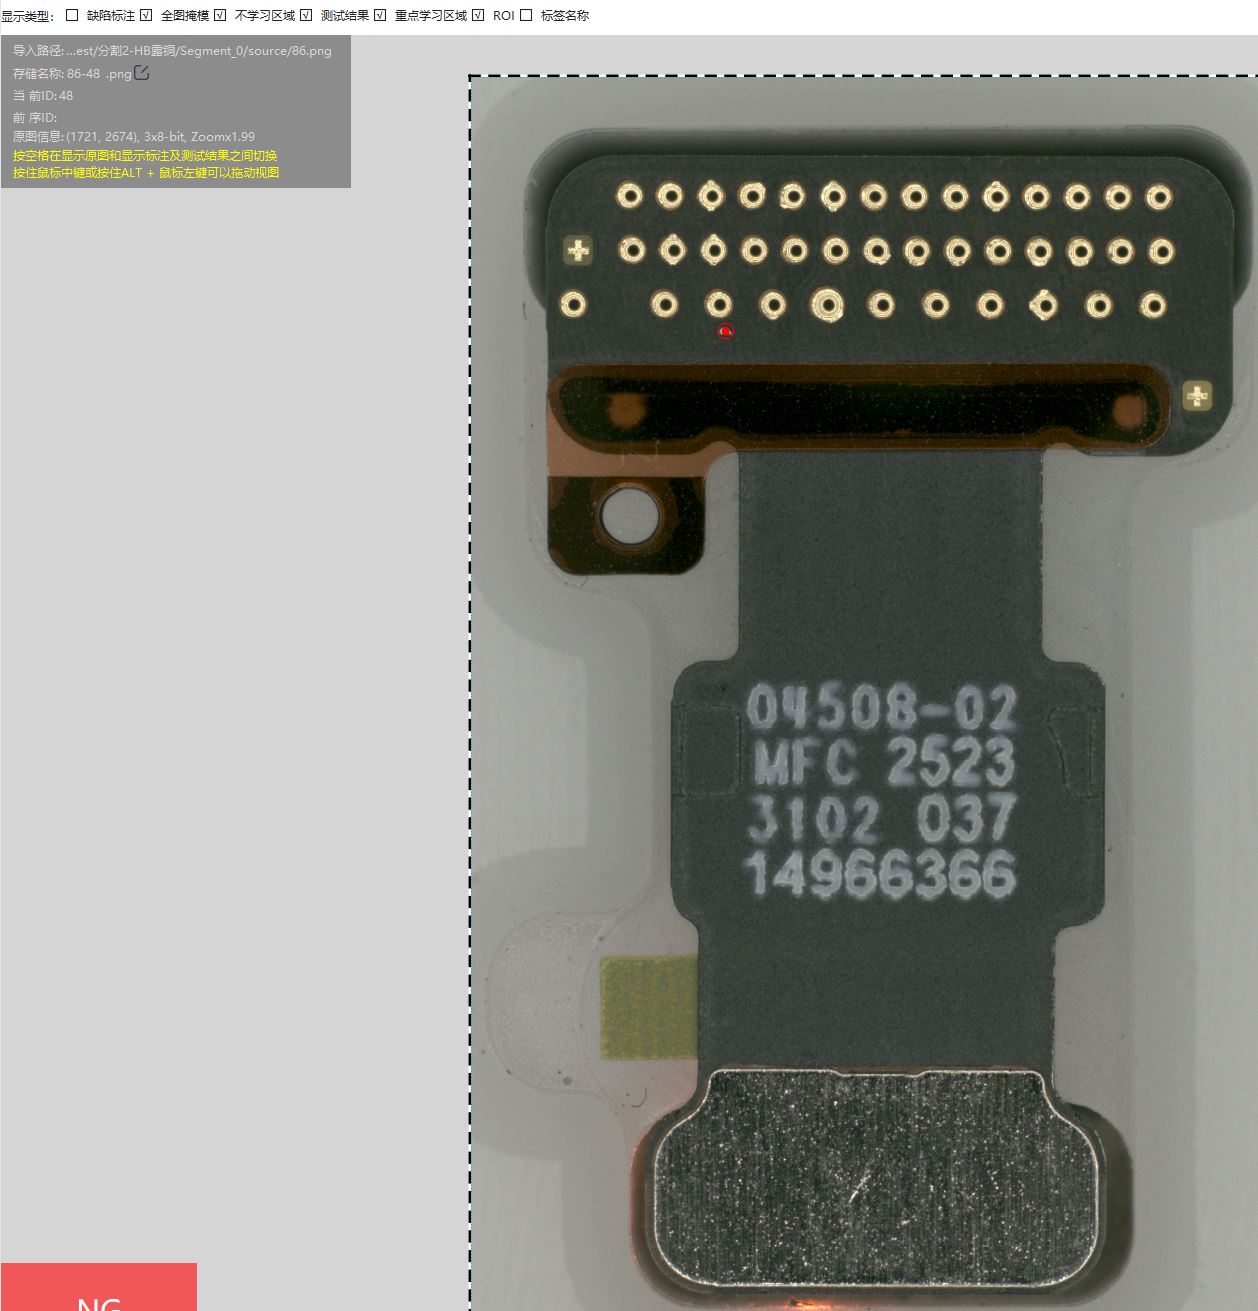 显示类型: 缺陷标注 全图掩模 不学习区域 测试结果 重点学习区域 ROI 标签名称
导入路径: ...est/分割2-HB露铜/Segment_0/source/86.png
存储名称: 86-48 .png
当 前ID: 48
前 序ID:
原图信息: (1721, 2674), 3x8-bit, Zoomx1.99
按空格在显示原图和显示标注及测试结果之间切换
按住鼠标中键或按住ALT + 鼠标左键可以拖动视图
04508-02
MFC 2523
3102 037
14966366
NG